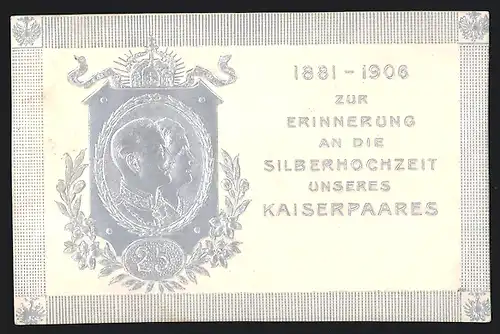 1881 - 1906
ZUR
ERINNERUNG
AN DIE
SILBERHOCHZEIT
UNSERES
KAISERPAARES
25